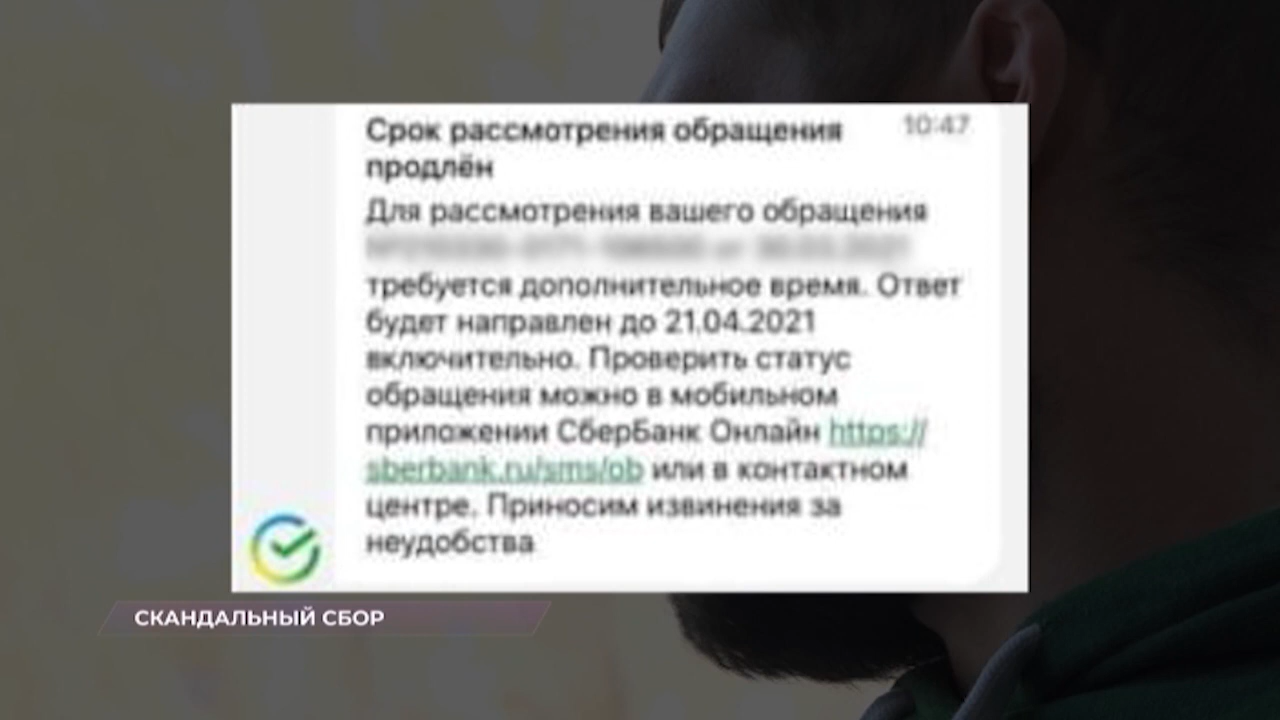 Срок рассмотрения обращения 10:47
продлён
Для рассмотрения вашего обращения
требуется дополнительное время. Ответ
будет направлен до 21.04.2021
включительно. Проверить статус
обращения можно в мобильном
приложении СберБанк Онлайн https://
sberbank.ru/sms/ob или в контактном
центре. Приносим извинения за
неудобства
СКАНДАЛЬНЫЙ СБОР